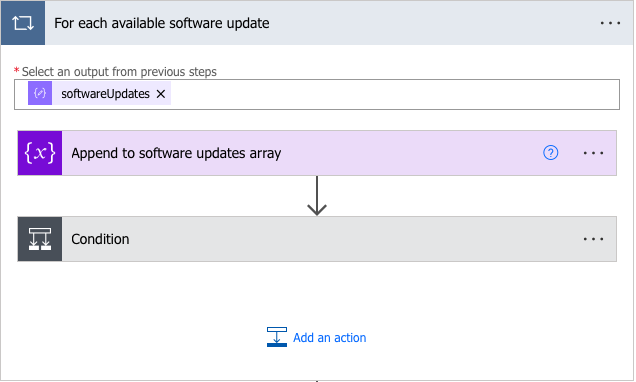 For each available software update
* Select an output from previous steps
softwareUpdates
{x} Append to software updates array
Condition
Add an action